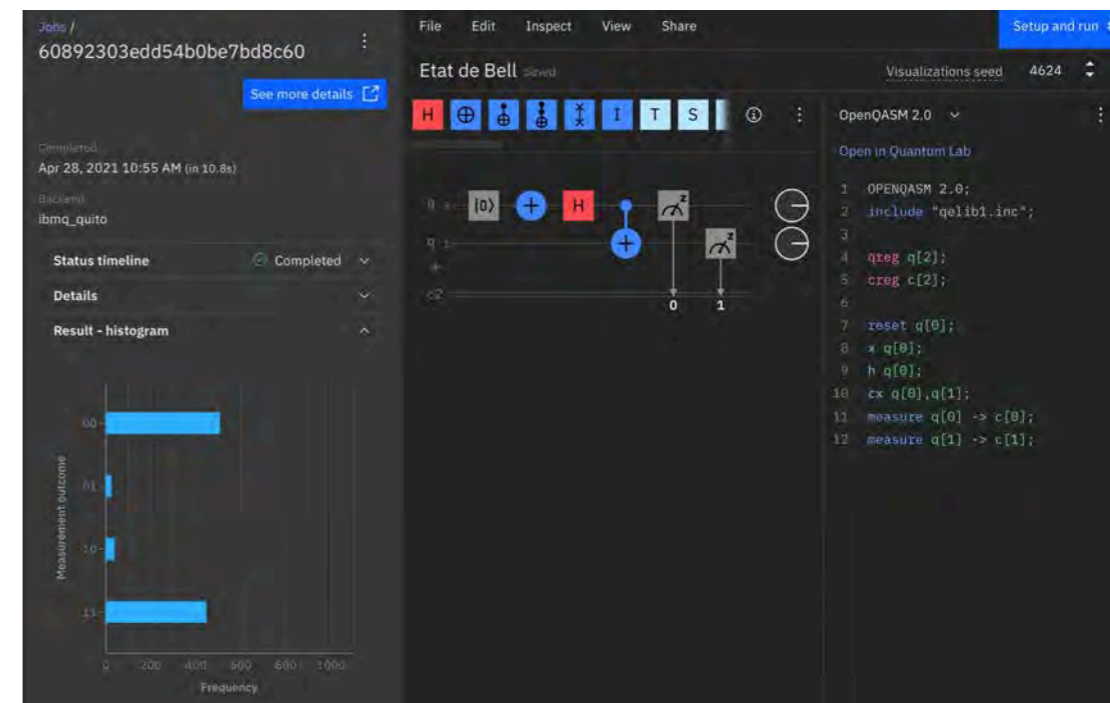 Jobs /
60892303edd54b0be7bd8c60
See more details
Completed
Apr 28, 2021 10:55 AM (in 10.8s)
Backend
ibmq_quito
Status timeline Completed
Details
Result - histogram
Measurement outcome
00
01
10
11
0 200 400 600 800 1000
Frequency
File Edit Inspect View Share
Setup and run
Etat de Bell Saved
Visualizations seed 4624
H I T S
q 0 |0⟩ H z
q 1 z
c2
0 1
OpenQASM 2.0
Open in Quantum Lab
1 OPENQASM 2.0;
2 include "qelib1.inc";
3
4 qreg q[2];
5 creg c[2];
6
7 reset q[0];
8 x q[0];
9 h q[0];
10 cx q[0],q[1];
11 measure q[0] -> c[0];
12 measure q[1] -> c[1];